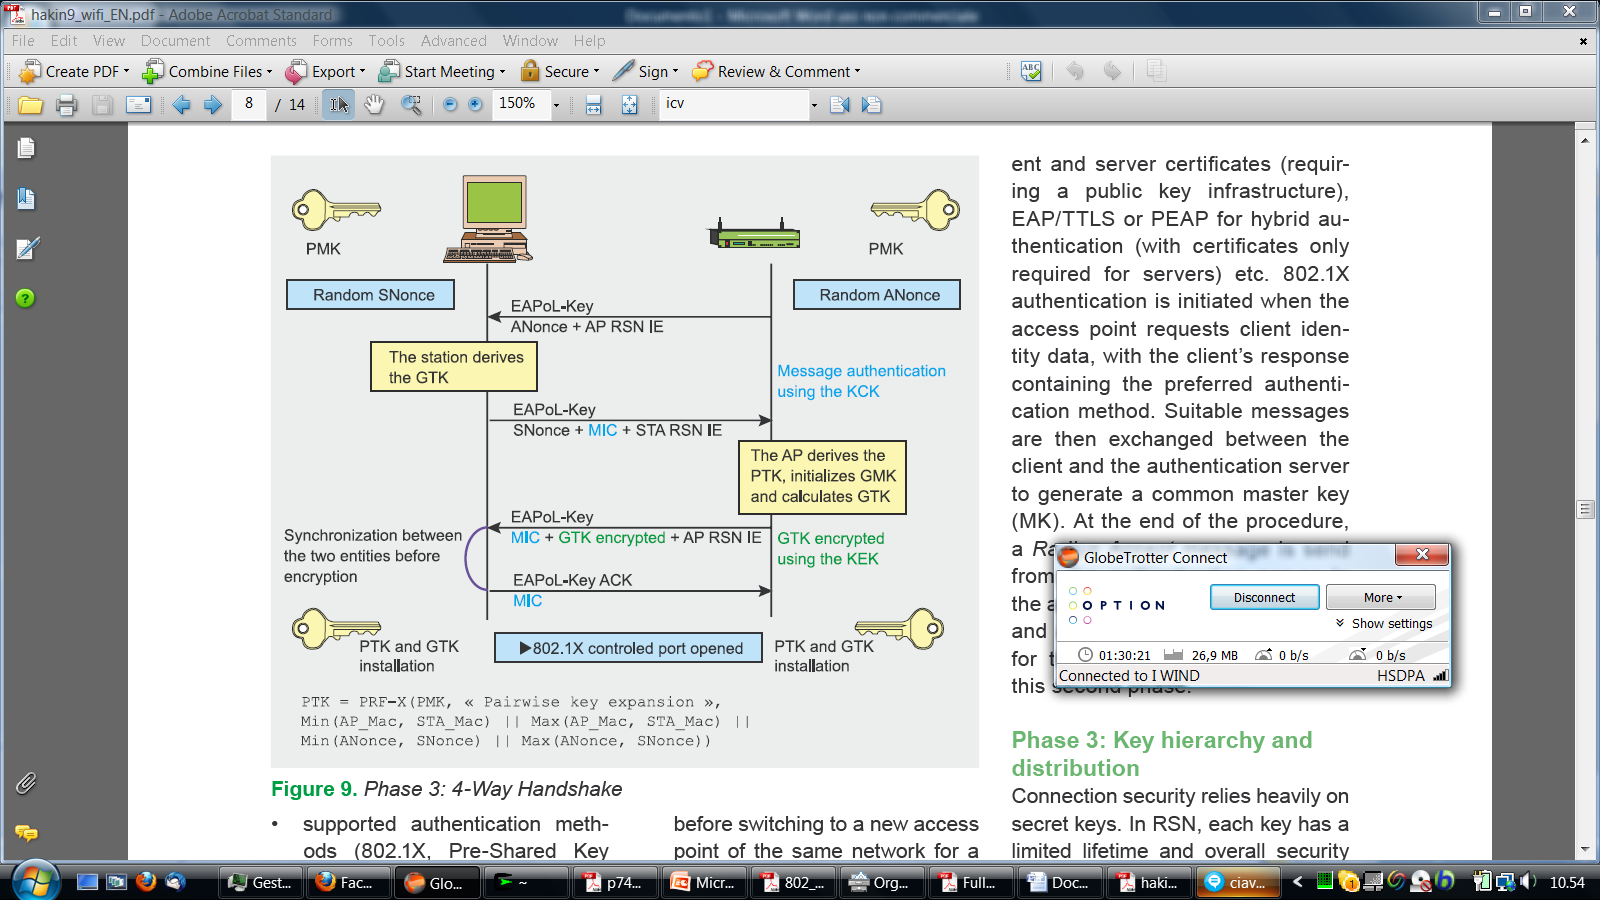 hakin9_wifi_EN.pdf - Adobe Acrobat Standard
Documento1 - Microsoft Word uso non commerciale
File Edit View Document Comments Forms Tools Advanced Window Help
Create PDF Combine Files Export Start Meeting Secure Sign Review & Comment
8 / 14 150% icv
PMK
PMK
Random SNonce
Random ANonce
EAPoL-Key
ANonce + AP RSN IE
The station derives
the GTK
Message authentication
using the KCK
EAPoL-Key
SNonce + MIC + STA RSN IE
The AP derives the
PTK, initializes GMK
and calculates GTK
EAPoL-Key
MIC + GTK encrypted + AP RSN IE
GTK encrypted
using the KEK
Synchronization between
the two entities before
encryption
EAPoL-Key ACK
MIC
PTK and GTK
installation
▶802.1X controled port opened
PTK and GTK
installation
PTK = PRF-X(PMK, « Pairwise key expansion »,
Min(AP_Mac, STA_Mac) || Max(AP_Mac, STA_Mac) ||
Min(ANonce, SNonce) || Max(ANonce, SNonce))
Figure 9. Phase 3: 4-Way Handshake
• supported authentication meth-
ods (802.1X, Pre-Shared Key
before switching to a new access
point of the same network for a
ent and server certificates (requir-
ing a public key infrastructure),
EAP/TTLS or PEAP for hybrid au-
thentication (with certificates only
required for servers) etc. 802.1X
authentication is initiated when the
access point requests client iden-
tity data, with the client's response
containing the preferred authenti-
cation method. Suitable messages
are then exchanged between the
client and the authentication server
to generate a common master key
(MK). At the end of the procedure,
a message is send
from
the a
and
for t
this second phase.
Phase 3: Key hierarchy and
distribution
Connection security relies heavily on
secret keys. In RSN, each key has a
limited lifetime and overall security
GlobeTrotter Connect
OPTION
Disconnect
More
Show settings
01:30:21 26,9 MB 0 b/s 0 b/s
Connected to I WIND HSDPA
Gest... Fac... Glo... ~ p74... Micr... 802_... Org... Full... Doc... haki... ciav... 10.54